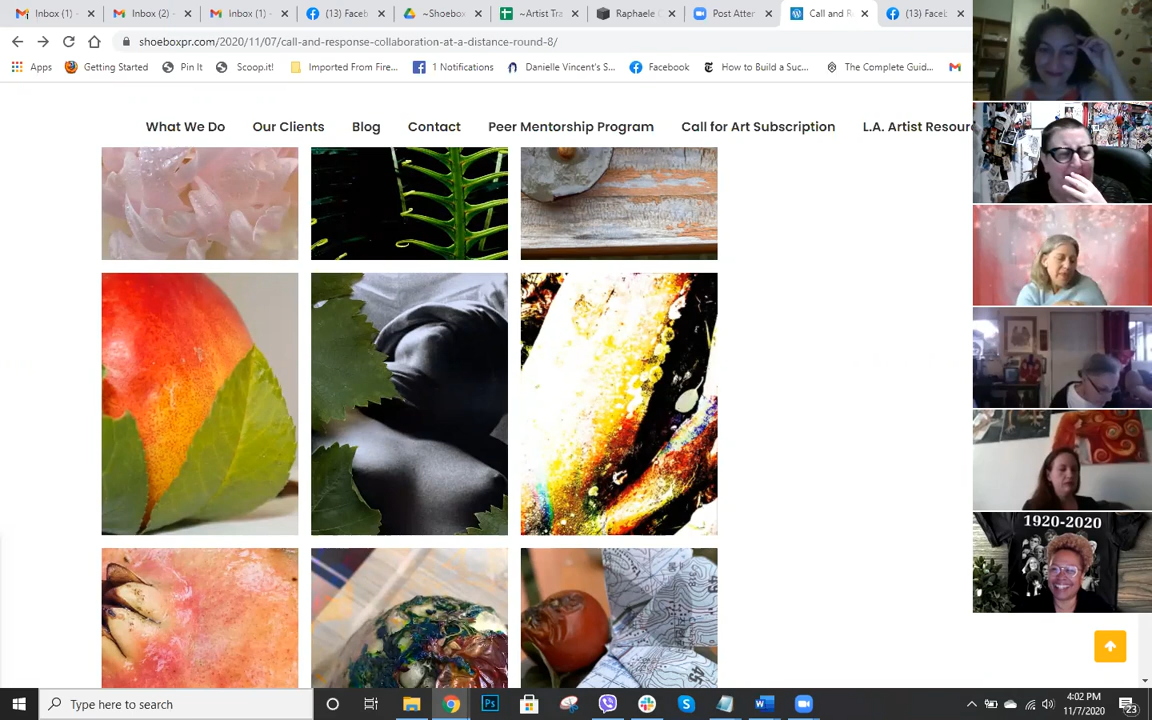 Inbox (1) -
Inbox (2) -
Inbox (1) -
(13) Faceb
~Shoebox
~Artist Tra
Raphaele C
Post Atter
Call and R
(13) Faceb
shoeboxpr.com/2020/11/07/call-and-response-collaboration-at-a-distance-round-8/
Apps
Getting Started
Pin It
Scoop.it!
Imported From Fire...
1 Notifications
Danielle Vincent's S...
Facebook
How to Build a Suc...
The Complete Guid...
What We Do
Our Clients
Blog
Contact
Peer Mentorship Program
Call for Art Subscription
L.A. Artist Resour
318
45
1920-2020
Type here to search
4:02 PM
11/7/2020
23